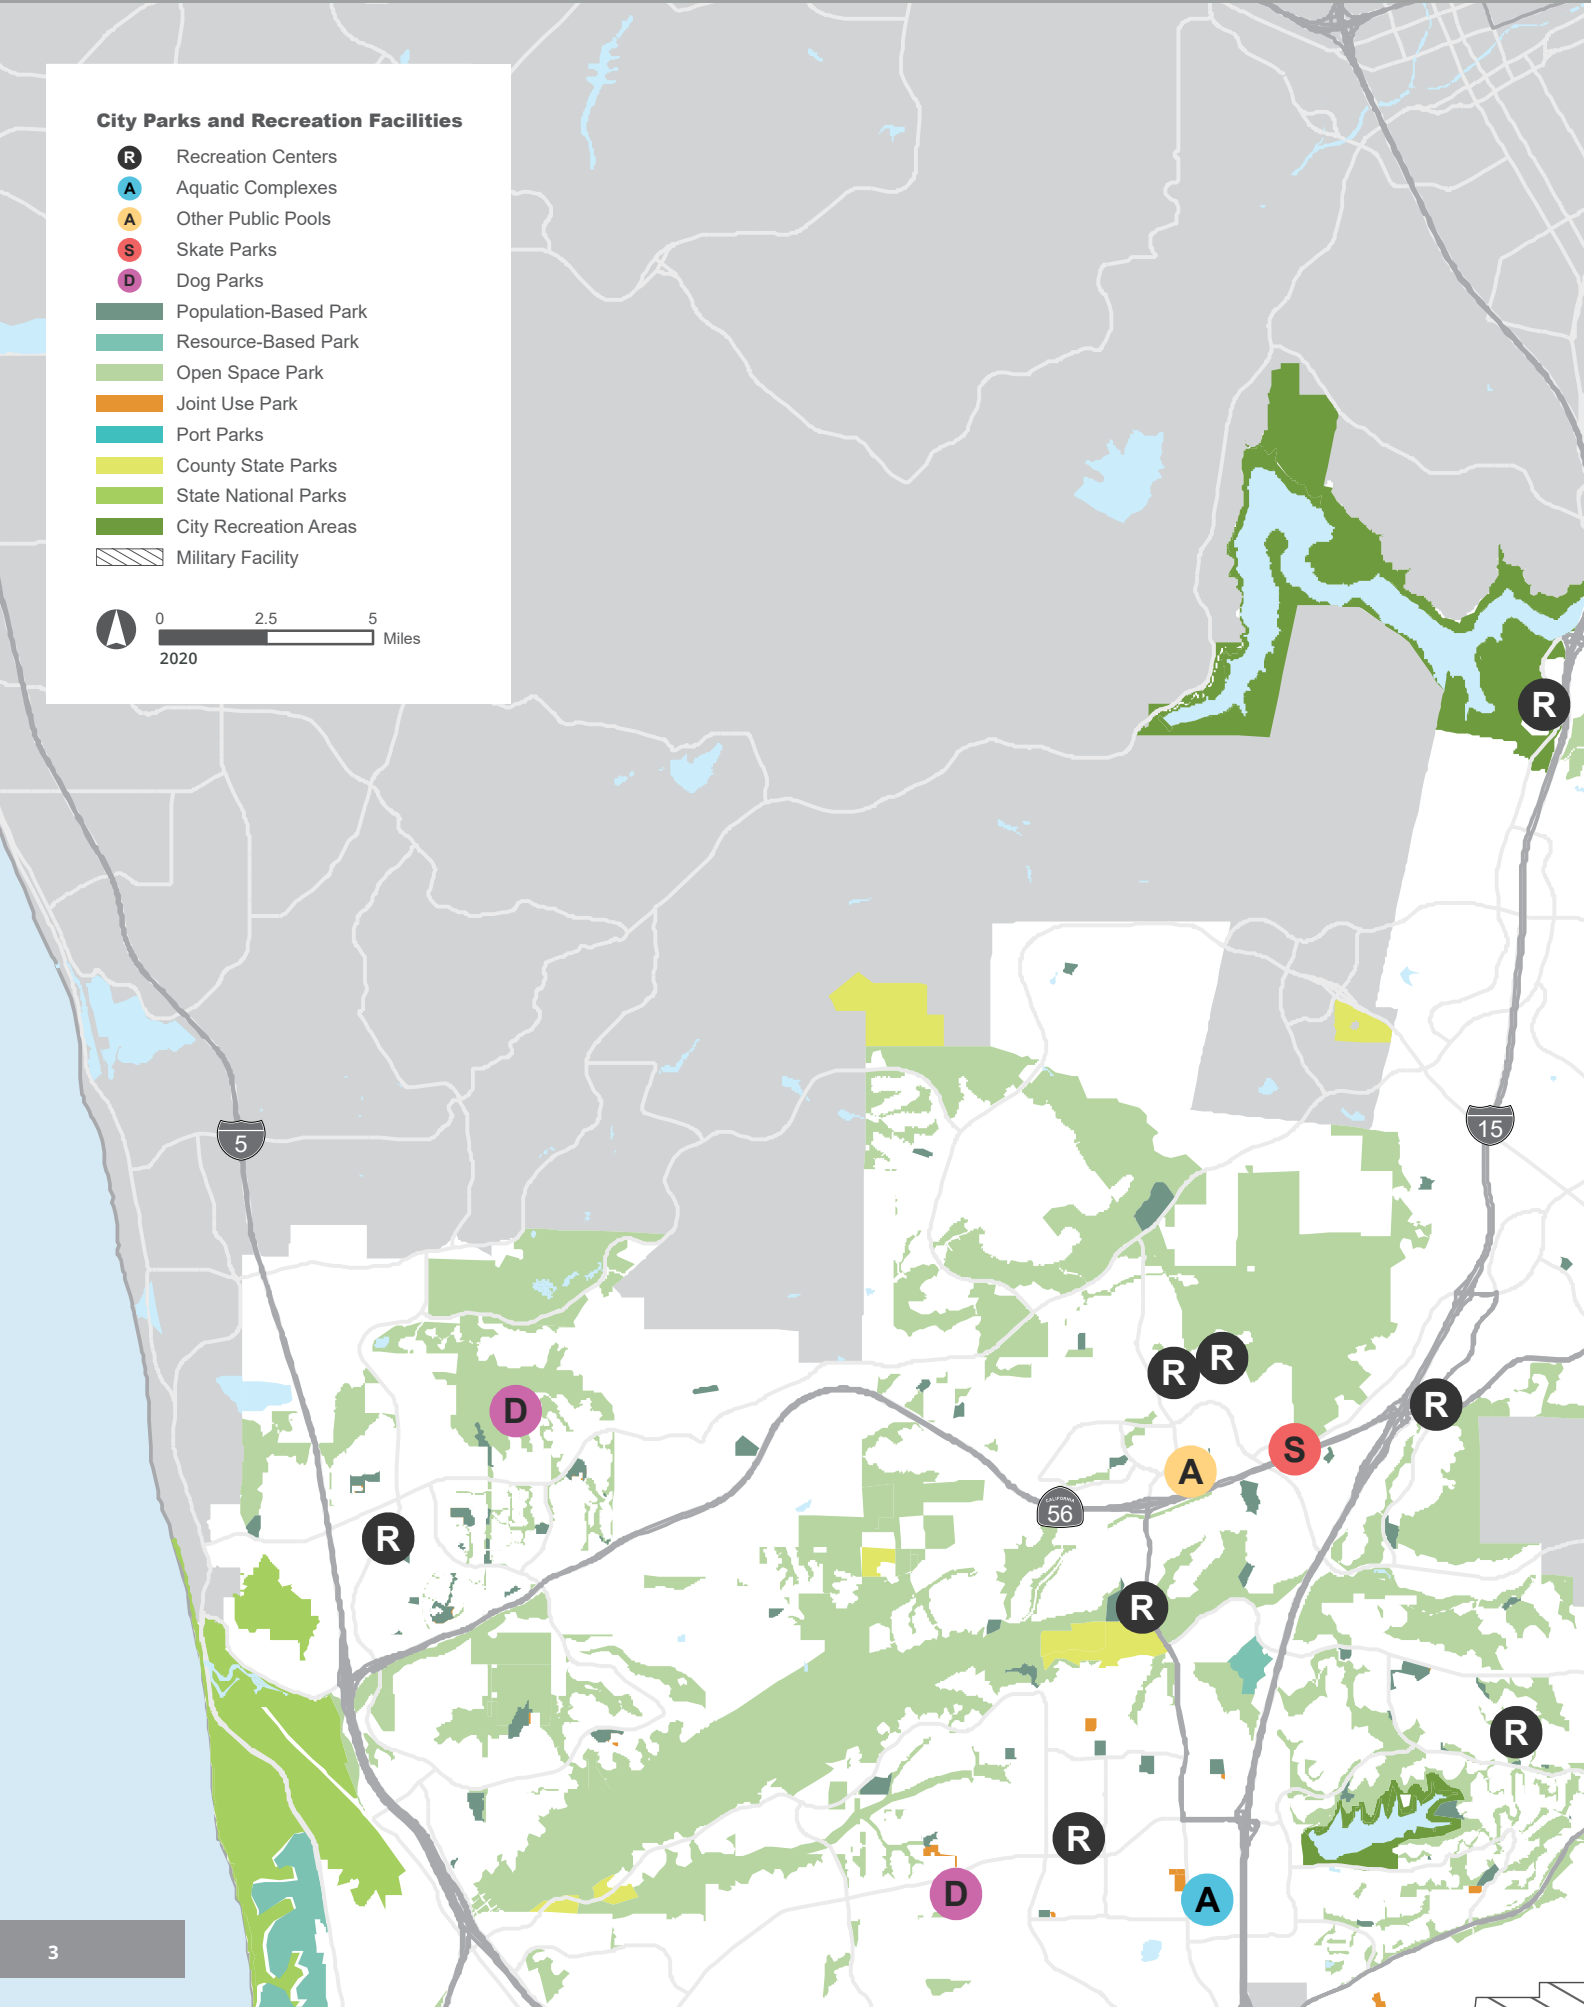 City Parks and Recreation Facilities
R Recreation Centers
A Aquatic Complexes
A Other Public Pools
S Skate Parks
D Dog Parks
Population-Based Park
Resource-Based Park
Open Space Park
Joint Use Park
Port Parks
County State Parks
State National Parks
City Recreation Areas
Military Facility
0 2.5 5
Miles
2020
R
5
15
R
R
D
R
S
A
CALIFORNIA
56
R
R
R
R
D
A
3